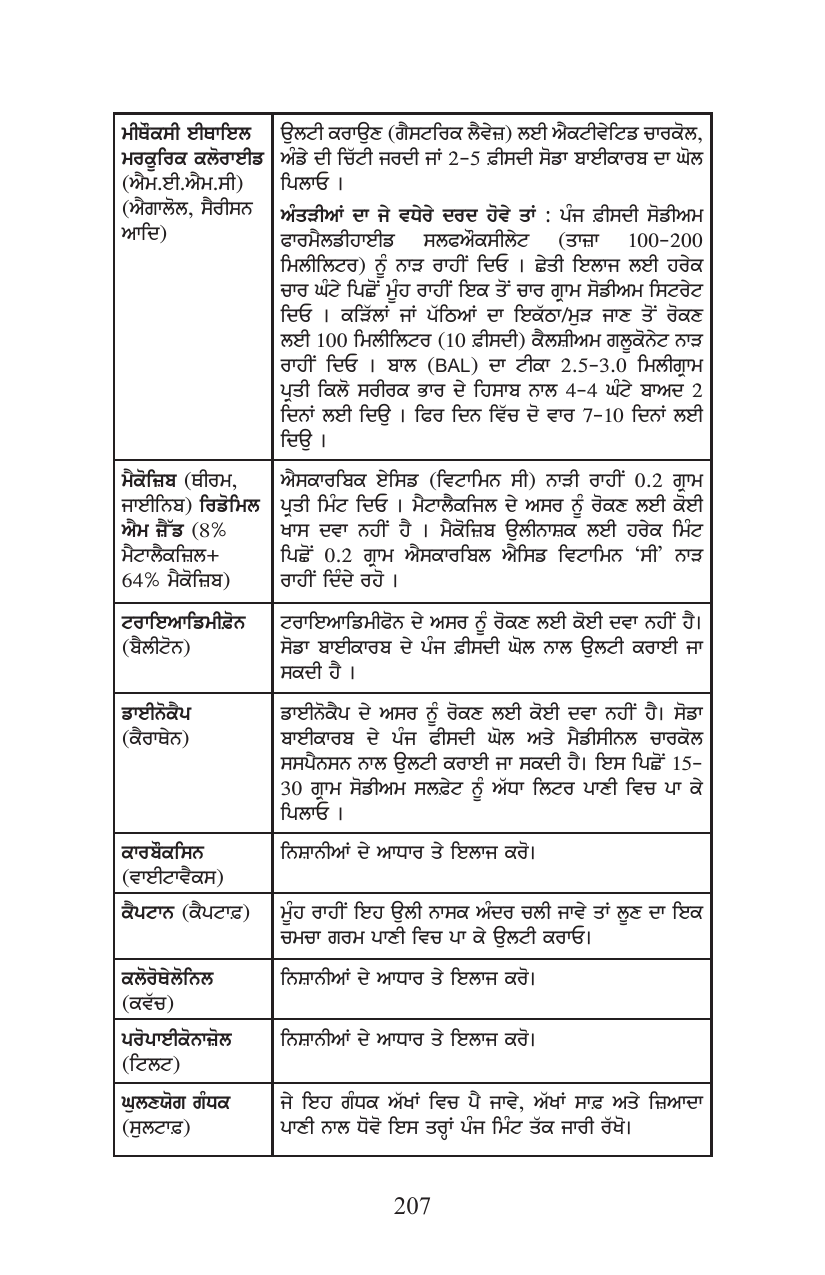 ਮੀਥੌਕਸੀ ਈਥਾਇਲ
ਮਰਕੂਰਿਕ ਕਲੋਰਾਈਡ
(ਐਮ.ਈ.ਐਮ.ਸੀ)
(ਐਗਾਲੋਲ, ਸੈਰੀਸਨ
ਆਦਿ)
ਉਲਟੀ ਕਰਾਉਣ (ਗੈਸਟਰਿਕ ਲੈਵੇਜ਼) ਲਈ ਐਕਟੀਵੇਟਿਡ ਚਾਰਕੋਲ,
ਅੰਡੇ ਦੀ ਚਿੱਟੀ ਜਰਦੀ ਜਾਂ 2-5 ਫ਼ੀਸਦੀ ਸੋਡਾ ਬਾਈਕਾਰਬ ਦਾ ਘੋਲ
ਪਿਲਾਓ ।
ਅੰਤੜੀਆਂ ਦਾ ਜੇ ਵਧੇਰੇ ਦਰਦ ਹੋਵੇ ਤਾਂ : ਪੰਜ ਫ਼ੀਸਦੀ ਸੋਡੀਅਮ
ਫਾਰਮੈਲਡੀਹਾਈਡ ਸਲਫਔਕਸੀਲੇਟ (ਤਾਜ਼ਾ 100-200
ਮਿਲੀਲਿਟਰ) ਨੂੰ ਨਾੜ ਰਾਹੀਂ ਦਿਓ । ਛੇਤੀ ਇਲਾਜ ਲਈ ਹਰੇਕ
ਚਾਰ ਘੰਟੇ ਪਿਛੋਂ ਮੂੰਹ ਰਾਹੀਂ ਇਕ ਤੋਂ ਚਾਰ ਗ੍ਰਾਮ ਸੋਡੀਅਮ ਸਿਟਰੇਟ
ਦਿਓ । ਕੜਿੱਲਾਂ ਜਾਂ ਪੱਠਿਆਂ ਦਾ ਇਕੱਠਾ/ਮੁੜ ਜਾਣ ਤੋਂ ਰੋਕਣ
ਲਈ 100 ਮਿਲੀਲਿਟਰ (10 ਫ਼ੀਸਦੀ) ਕੈਲਸ਼ੀਅਮ ਗਲੂਕੋਨੇਟ ਨਾੜ
ਰਾਹੀਂ ਦਿਓ । ਬਾਲ (BAL) ਦਾ ਟੀਕਾ 2.5-3.0 ਮਿਲੀਗ੍ਰਾਮ
ਪ੍ਰਤੀ ਕਿਲੋ ਸਰੀਰਕ ਭਾਰ ਦੇ ਹਿਸਾਬ ਨਾਲ 4-4 ਘੰਟੇ ਬਾਅਦ 2
ਦਿਨਾਂ ਲਈ ਦਿਉ । ਫਿਰ ਦਿਨ ਵਿੱਚ ਦੋ ਵਾਰ 7-10 ਦਿਨਾਂ ਲਈ
ਦਿਉ ।
ਮੈਕੋਜ਼ਿਬ (ਥੀਰਮ,
ਜਾਈਨਿਬ) ਰਿਡੋਮਿਲ
ਐਮ ਜ਼ੈੱਡ (8%
ਮੈਟਾਲੈਕਜ਼ਿਲ+
64% ਮੈਕੋਜ਼ਿਬ)
ਐਸਕਾਰਬਿਕ ਏਸਿਡ (ਵਿਟਾਮਿਨ ਸੀ) ਨਾੜੀ ਰਾਹੀਂ 0.2 ਗ੍ਰਾਮ
ਪ੍ਰਤੀ ਮਿੰਟ ਦਿਓ । ਮੈਟਾਲੈਕਜਿਲ ਦੇ ਅਸਰ ਨੂੰ ਰੋਕਣ ਲਈ ਕੋਈ
ਖਾਸ ਦਵਾ ਨਹੀਂ ਹੈ । ਮੈਕੋਜ਼ਿਬ ਉਲੀਨਾਸ਼ਕ ਲਈ ਹਰੇਕ ਮਿੰਟ
ਪਿਛੋਂ 0.2 ਗ੍ਰਾਮ ਐਸਕਾਰਬਿਲ ਐਸਿਡ ਵਿਟਾਮਿਨ ‘ਸੀ’ ਨਾੜ
ਰਾਹੀਂ ਦਿੰਦੇ ਰਹੋ ।
ਟਰਾਇਆਡਿਮੀਫ਼ੋਨ
(ਬੈਲੀਟੋਨ)
ਟਰਾਇਆਡਿਮੀਫੋਨ ਦੇ ਅਸਰ ਨੂੰ ਰੋਕਣ ਲਈ ਕੋਈ ਦਵਾ ਨਹੀਂ ਹੈ।
ਸੋਡਾ ਬਾਈਕਾਰਬ ਦੇ ਪੰਜ ਫ਼ੀਸਦੀ ਘੋਲ ਨਾਲ ਉਲਟੀ ਕਰਾਈ ਜਾ
ਸਕਦੀ ਹੈ ।
ਡਾਈਨੋਕੈਪ
(ਕੈਰਾਥੇਨ)
ਡਾਈਨੋਕੈਪ ਦੇ ਅਸਰ ਨੂੰ ਰੋਕਣ ਲਈ ਕੋਈ ਦਵਾ ਨਹੀਂ ਹੈ। ਸੋਡਾ
ਬਾਈਕਾਰਬ ਦੇ ਪੰਜ ਫੀਸਦੀ ਘੋਲ ਅਤੇ ਮੈਡੀਸੀਨਲ ਚਾਰਕੋਲ
ਸਸਪੈਨਸਨ ਨਾਲ ਉਲਟੀ ਕਰਾਈ ਜਾ ਸਕਦੀ ਹੈ। ਇਸ ਪਿਛੋਂ 15-
30 ਗ੍ਰਾਮ ਸੋਡੀਅਮ ਸਲਫ਼ੇਟ ਨੂੰ ਅੱਧਾ ਲਿਟਰ ਪਾਣੀ ਵਿਚ ਪਾ ਕੇ
ਪਿਲਾਓ ।
ਕਾਰਬੌਕਸਿਨ
(ਵਾਈਟਾਵੈਕਸ)
ਨਿਸ਼ਾਨੀਆਂ ਦੇ ਆਧਾਰ ਤੇ ਇਲਾਜ ਕਰੋ।
ਕੈਪਟਾਨ (ਕੈਪਟਾਫ਼)
ਮੂੰਹ ਰਾਹੀਂ ਇਹ ਉਲੀ ਨਾਸਕ ਅੰਦਰ ਚਲੀ ਜਾਵੇ ਤਾਂ ਲੂਣ ਦਾ ਇਕ
ਚਮਚਾ ਗਰਮ ਪਾਣੀ ਵਿਚ ਪਾ ਕੇ ਉਲਟੀ ਕਰਾਓ।
ਕਲੋਰੋਥੇਲੋਨਿਲ
(ਕਵੱਚ)
ਨਿਸ਼ਾਨੀਆਂ ਦੇ ਆਧਾਰ ਤੇ ਇਲਾਜ ਕਰੋ।
ਪਰੋਪਾਈਕੋਨਾਜ਼ੋਲ
(ਟਿਲਟ)
ਨਿਸ਼ਾਨੀਆਂ ਦੇ ਆਧਾਰ ਤੇ ਇਲਾਜ ਕਰੋ।
ਘੁਲਣਯੋਗ ਗੰਧਕ
(ਸੁਲਟਾਫ਼)
ਜੇ ਇਹ ਗੰਧਕ ਅੱਖਾਂ ਵਿਚ ਪੈ ਜਾਵੇ, ਅੱਖਾਂ ਸਾਫ਼ ਅਤੇ ਜ਼ਿਆਦਾ
ਪਾਣੀ ਨਾਲ ਧੋਵੋ ਇਸ ਤਰ੍ਹਾਂ ਪੰਜ ਮਿੰਟ ਤੱਕ ਜਾਰੀ ਰੱਖੋ।
207